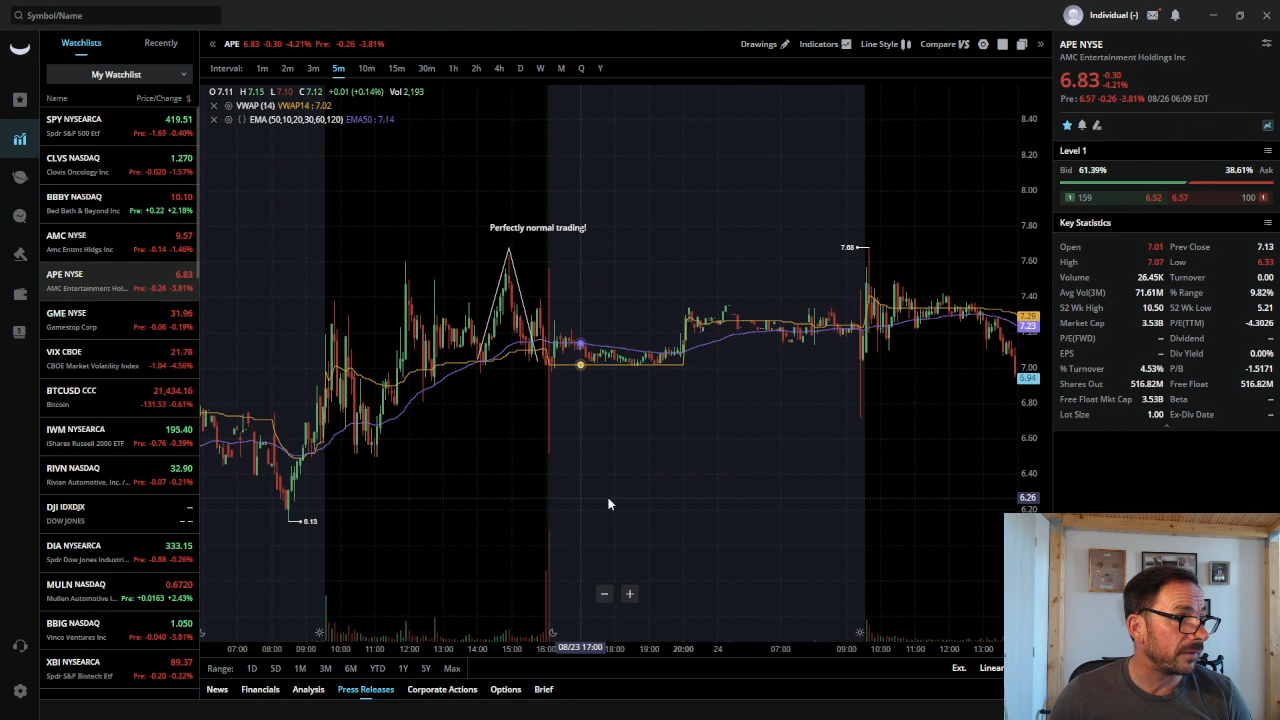 Symbol/Name
Individual (-)
Watchlists Recently
My Watchlist
Name Price/Change
SPY NYSEARCA 419.51
Spdr S&P 500 Etf Pre: -1.69 -0.40%
CLVS NASDAQ 1.270
Clovis Oncology Inc Pre: -0.020 -1.57%
BBBY NASDAQ 10.10
Bed Bath & Beyond Inc Pre: +0.22 +2.18%
AMC NYSE 9.57
Amc Entmt Hldgs Inc Pre: -0.14 -1.46%
APE NYSE 6.83
AMC Entertainment Hol... Pre: -0.26 -3.81%
GME NYSE 31.96
Gamestop Corp Pre: -0.06 -0.19%
VIX CBOE 21.78
CBOE Market Volatility Index -1.04 -4.56%
BTCUSD CCC 21,434.16
Bitcoin -131.53 -0.61%
IWM NYSEARCA 195.40
IShares Russell 2000 ETF Pre: -0.76 -0.39%
RIVN NASDAQ 32.90
Rivian Automotive, Inc. /... Pre: -0.07 -0.21%
DJI IDXDJX --
DOW JONES -- --
DIA NYSEARCA 333.15
Spdr Dow Jones Industri... Pre: -0.88 -0.26%
MULN NASDAQ 0.6720
Mullen Automotive I... Pre: +0.0163 +2.43%
BBIG NASDAQ 1.050
Vinco Ventures Inc Pre: -0.040 -3.81%
XBI NYSEARCA 89.37
Spdr S&P Biotech Etf Pre: -0.20 -0.22%
APE 6.83 -0.30 -4.21% Pre: -0.26 -3.81%
Drawings Indicators Line Style Compare VS
Interval: 1m 2m 3m 5m 10m 15m 30m 1h 2h 4h D W M Q Y
O 7.11 H 7.15 L 7.10 C 7.12 +0.01 (+0.14%) Vol 2,193
VWAP (14) VWAP14 : 7.02
EMA (50,10,20,30,60,120) EMA50 : 7.14
Perfectly normal trading!
7.68
6.13
8.40
8.20
8.00
7.80
7.60
7.40
7.29
7.23
7.00
6.94
6.80
6.60
6.40
6.26
6.20
07:00 08:00 09:00 10:00 11:00 12:00 13:00 14:00 15:00 16:00 08/23 17:00 18:00 19:00 20:00 24 07:00 09:00 10:00 11:00 12:00 13:00
Range: 1D 5D 1M 3M 6M YTD 1Y 5Y Max Ext. Linear
News Financials Analysis Press Releases Corporate Actions Options Brief
APE NYSE
AMC Entertainment Holdings Inc
6.83 -0.30
-4.21%
Pre : 6.57 -0.26 -3.81% 08/26 06:09 EDT
Level 1
Bid 61.39% 38.61% Ask
1 159 6.52 6.57 100 1
Key Statistics
Open 7.01 Prev Close 7.13
High 7.07 Low 6.33
Volume 26.45K Turnover 0.00
Avg Vol(3M) 71.61M % Range 9.82%
52 Wk High 10.50 52 Wk Low 5.21
Market Cap 3.53B P/E(TTM) -4.3026
P/E(FWD) -- Dividend --
EPS -- Div Yield 0.00%
% Turnover 4.53% P/B -1.5171
Shares Out 516.82M Free Float 516.82M
Free Float Mkt Cap 3.53B Beta --
Lot Size 1.00 Ex-Div Date --